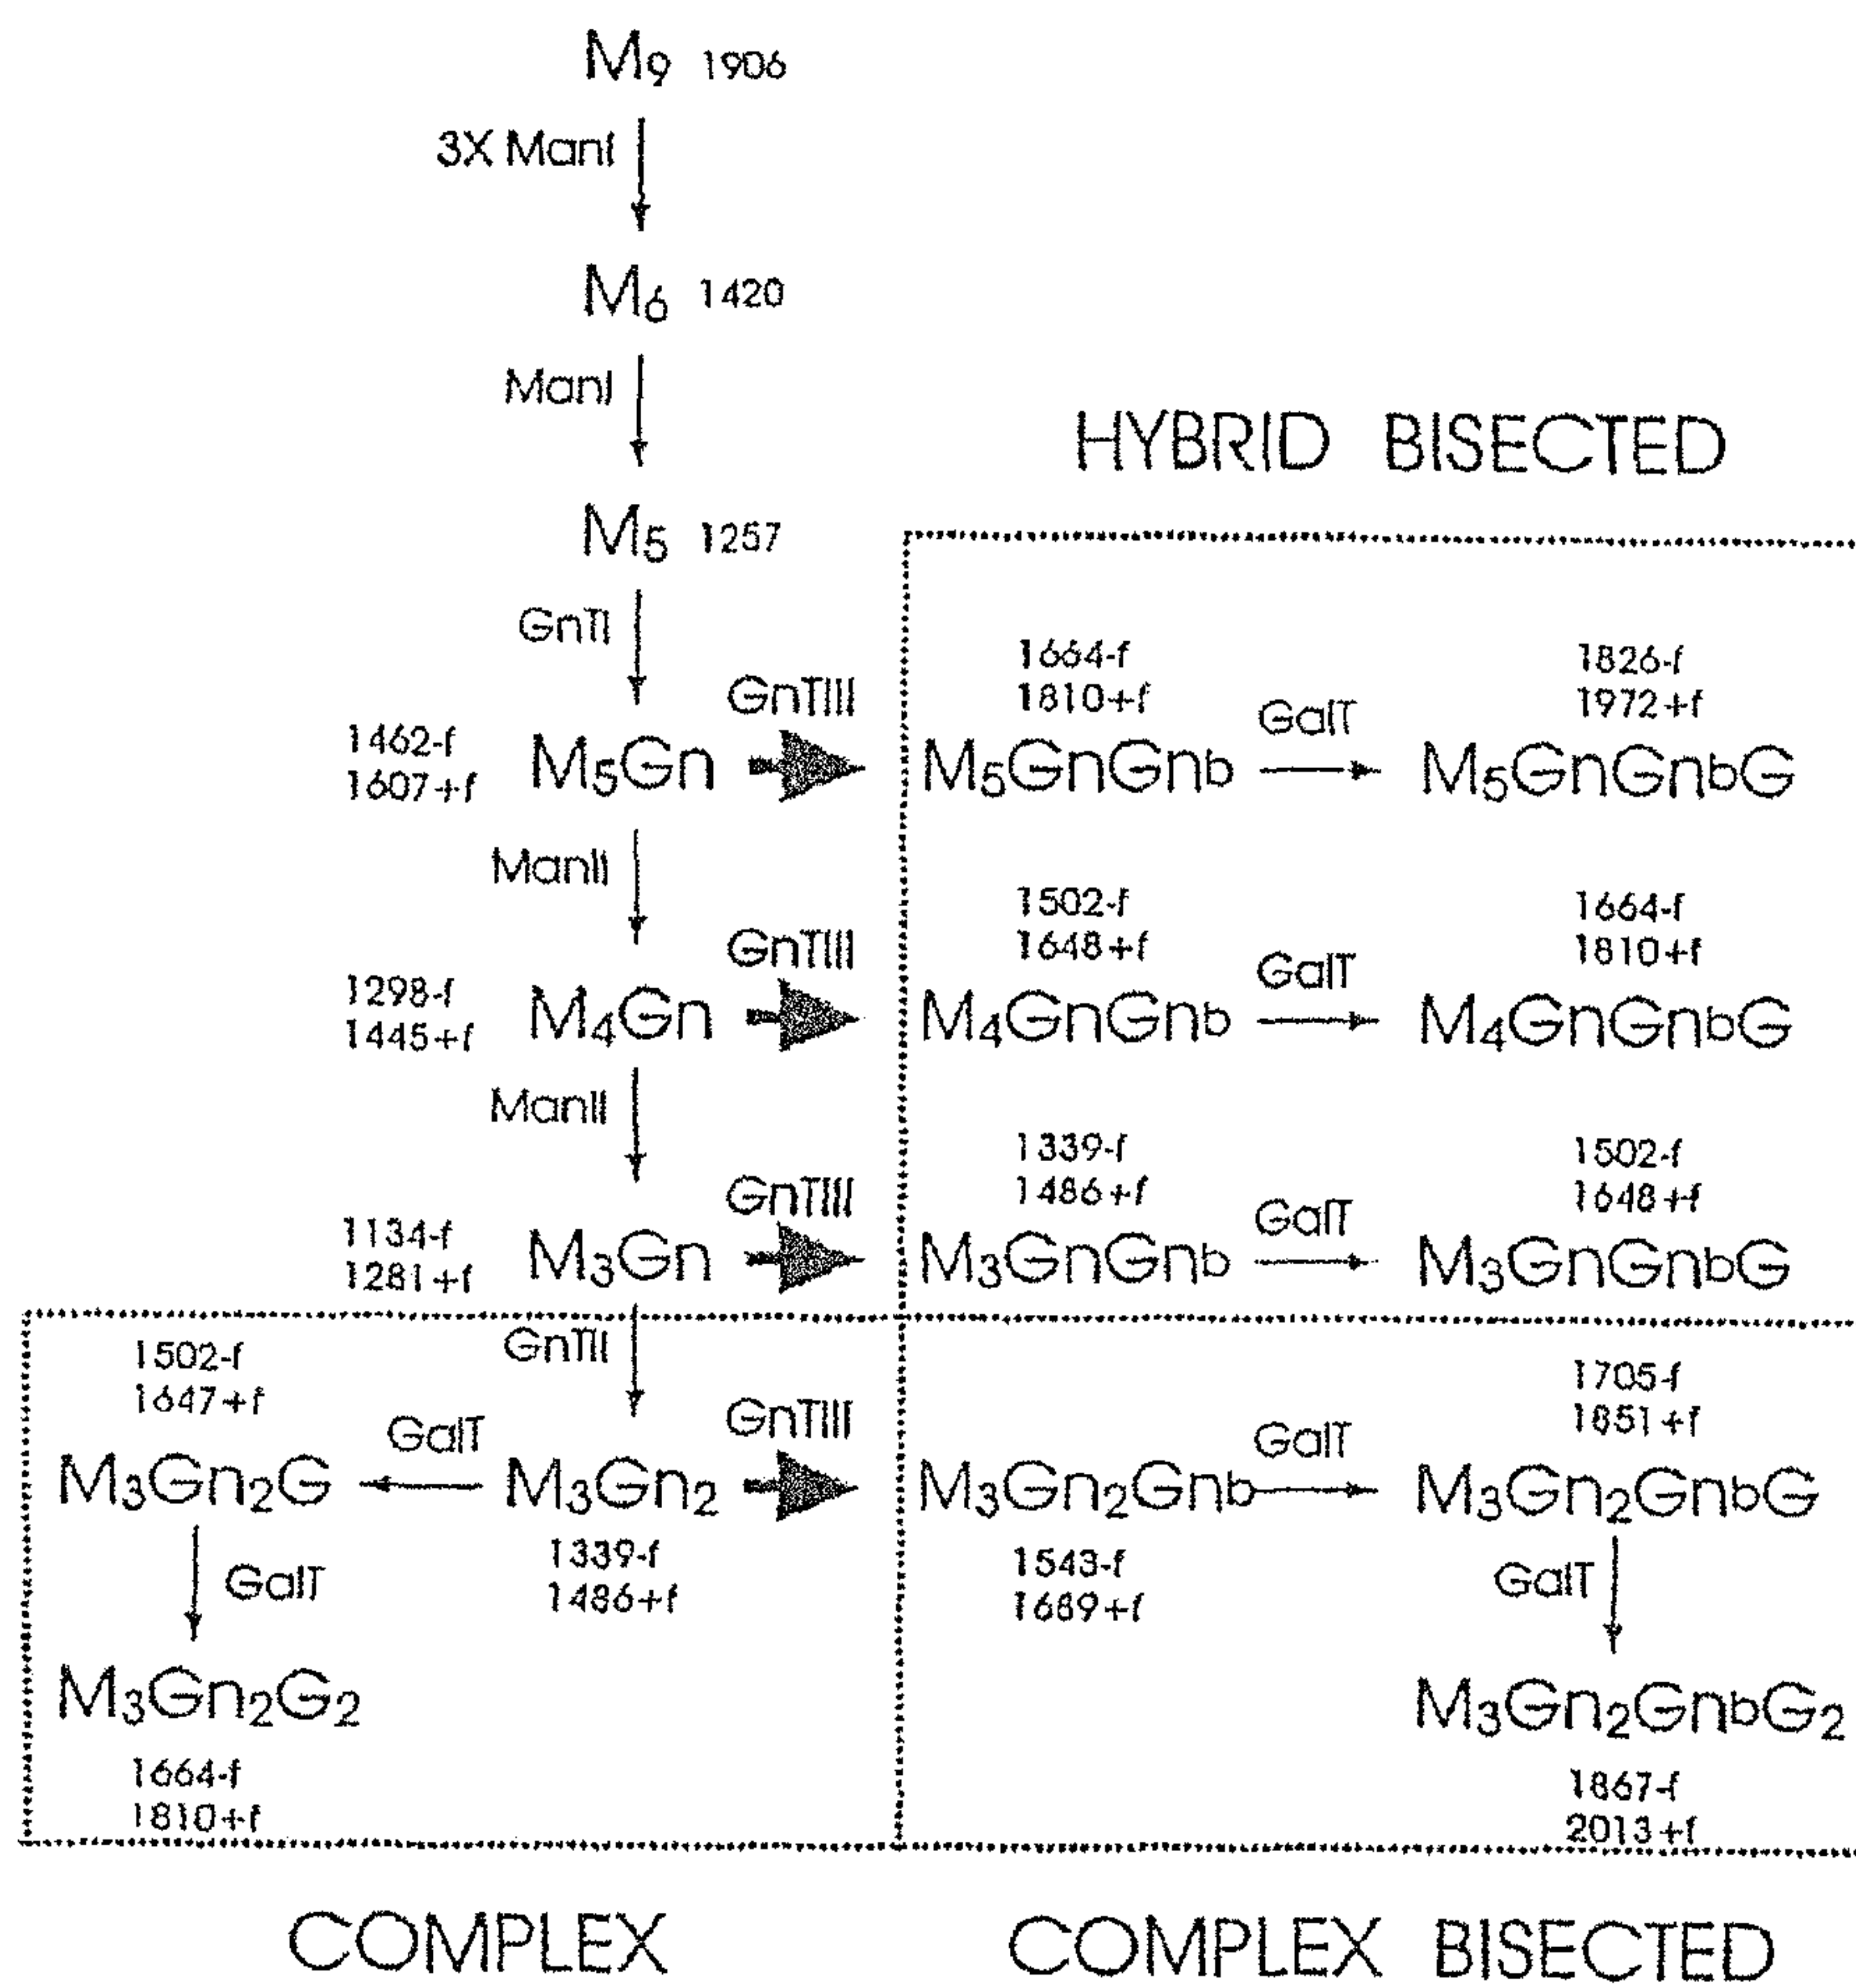 M9 1906
3X ManI
M6 1420
ManI
HYBRID BISECTED
M5 1257
GnTI
1664-f
1810+f
1826-f
1972+f
GnTIII
GalT
1462-f
1607+f
M5Gn
M5GnGnb
M5GnGnbG
ManII
1502-f
1648+f
1664-f
1810+f
GnTIII
GalT
1298-f
1445+f
M4Gn
M4GnGnb
M4GnGnbG
ManII
1339-f
1486+f
1502-f
1648+f
GnTIII
GalT
1134-f
1281+f
M3Gn
M3GnGnb
M3GnGnbG
GnTII
1502-f
1647+f
1705-f
1851+f
GalT
GnTIII
GalT
M3Gn2G
M3Gn2
M3Gn2Gnb
M3Gn2GnbG
GalT
1339-f
1486+f
1543-f
1689+f
GalT
M3Gn2G2
M3Gn2GnbG2
1664-f
1810+f
1867-f
2013+f
COMPLEX
COMPLEX BISECTED